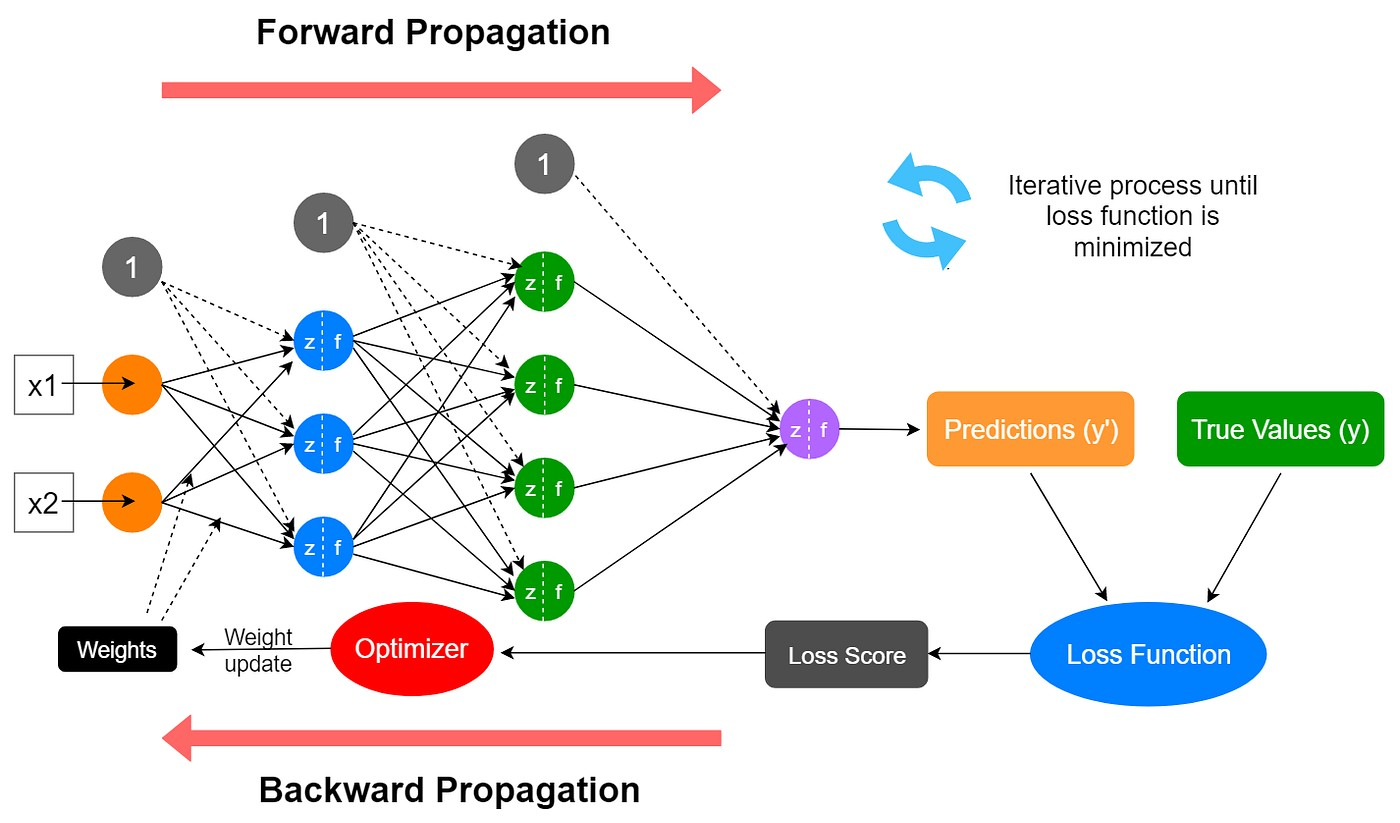 Forward Propagation
1
1
1
Iterative process until
loss function is
minimized
z f
z f
z f
z f
z f
z f
z f
z f
x1
x2
Predictions (y')
True Values (y)
Weights
Weight
update
Optimizer
Loss Score
Loss Function
Backward Propagation